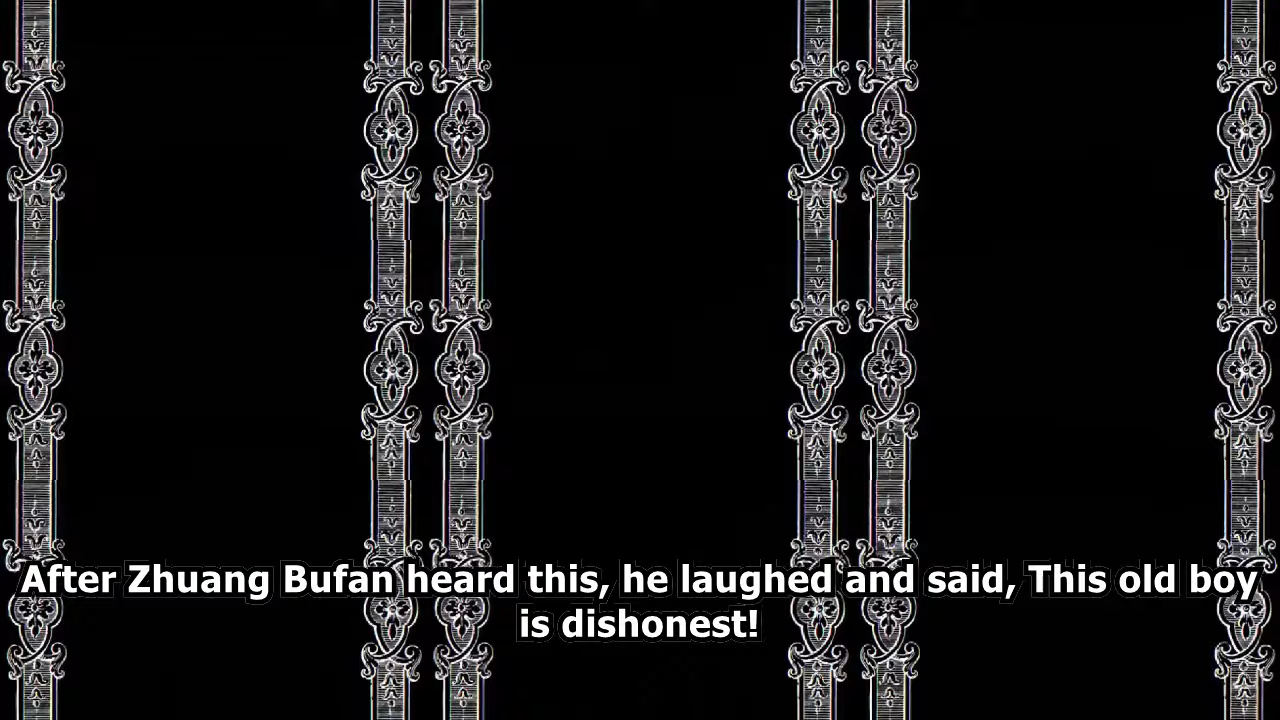 After Zhuang Bufan heard this, he laughed and said, This old boy
is dishonest!